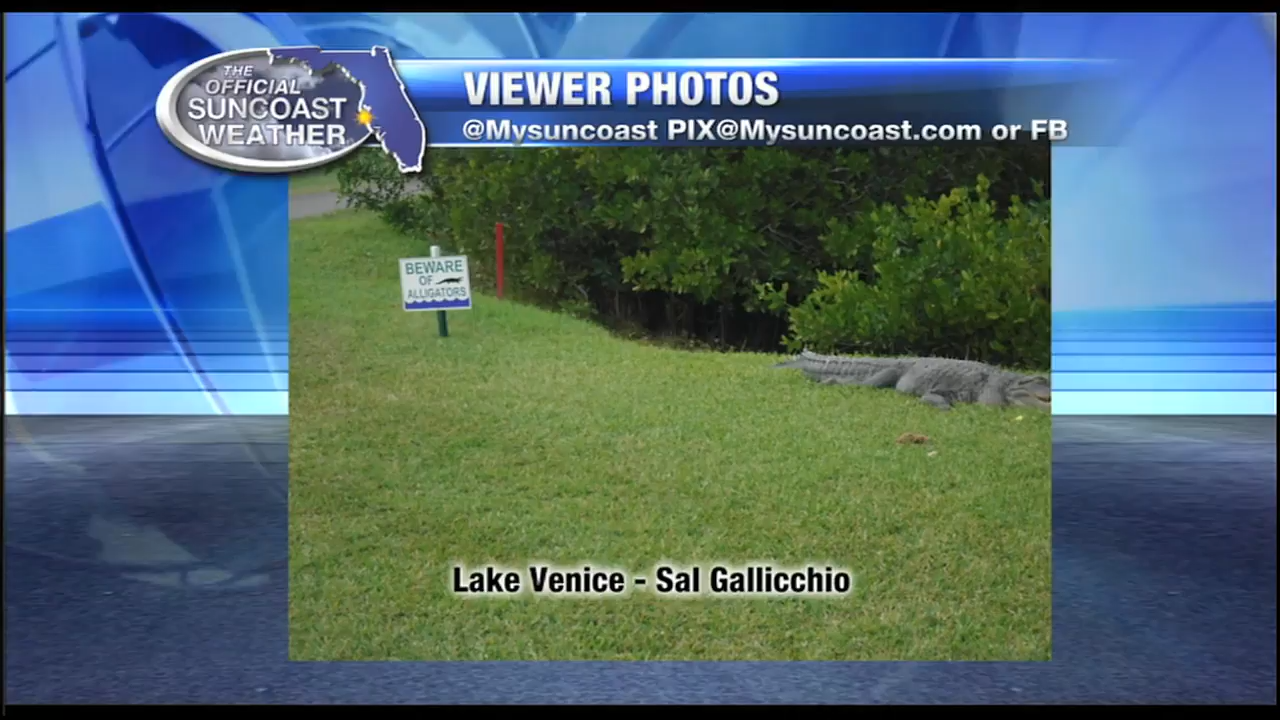 THE
OFFICIAL
SUNCOAST
WEATHER
VIEWER PHOTOS
@Mysuncoast PIX@Mysuncoast.com or FB
BEWARE
OF
ALLIGATORS
Lake Venice - Sal Gallicchio